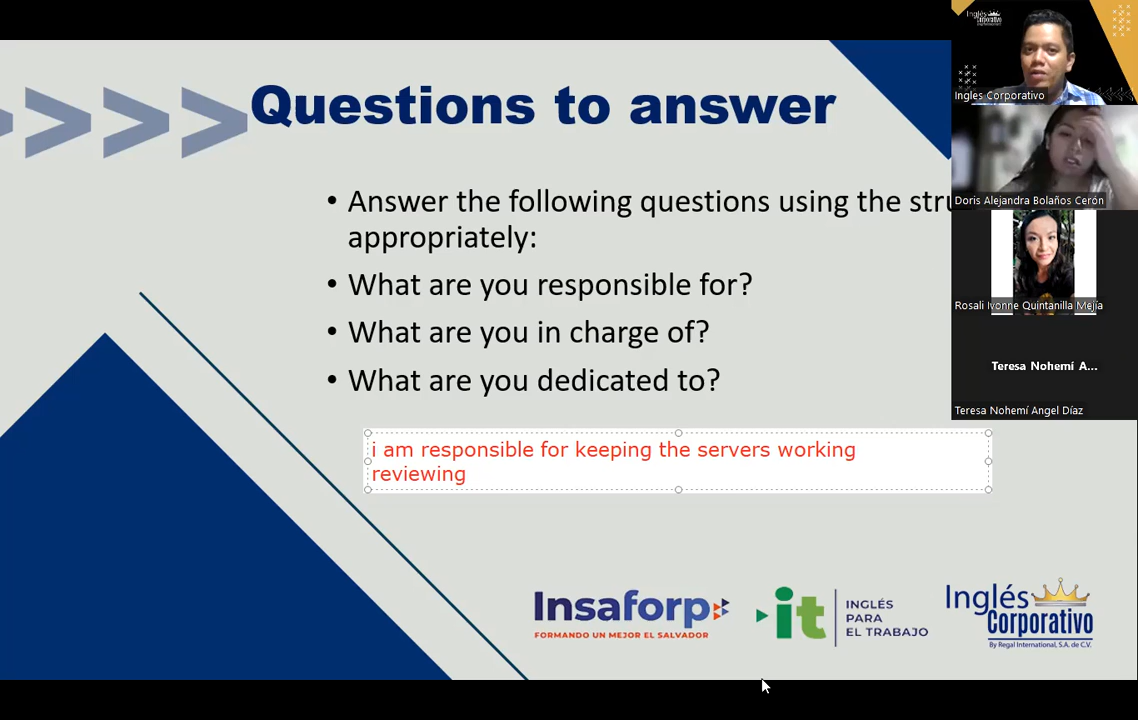 Questions to answer
• Answer the following questions using the stru
appropriately:
• What are you responsible for?
• What are you in charge of?
• What are you dedicated to?
i am responsible for keeping the servers working
reviewing
Insaforp
FORMANDO UN MEJOR EL SALVADOR
it
INGLÉS
PARA
EL TRABAJO
Inglés
Corporativo
By Regal International, S.A. de C.V.
Inglés
Corporativo
Ingles Corporativo
Doris Alejandra Bolaños Cerón
Rosali Ivonne Quintanilla Mejía
Teresa Nohemí A...
Teresa Nohemí Angel Díaz